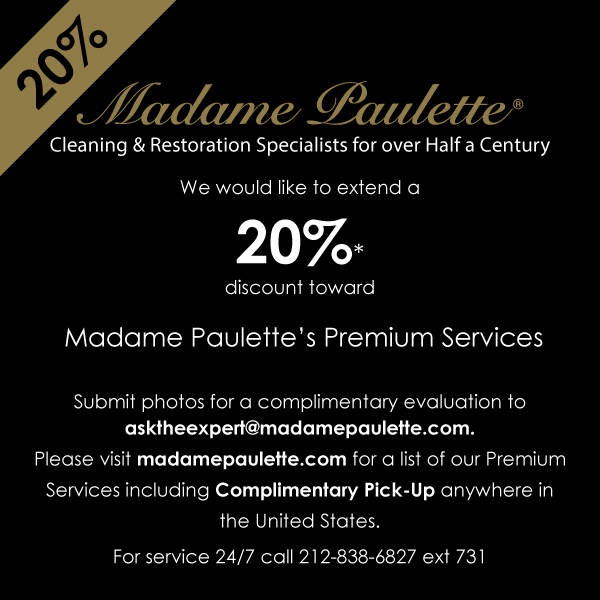 20%
Madame Paulette®
Cleaning & Restoration Specialists for over Half a Century
We would like to extend a
20%*
discount toward
Madame Paulette's Premium Services
Submit photos for a complimentary evaluation to
asktheexpert@madamepaulette.com.
Please visit madamepaulette.com for a list of our Premium
Services including Complimentary Pick-Up anywhere in
the United States.
For service 24/7 call 212-838-6827 ext 731